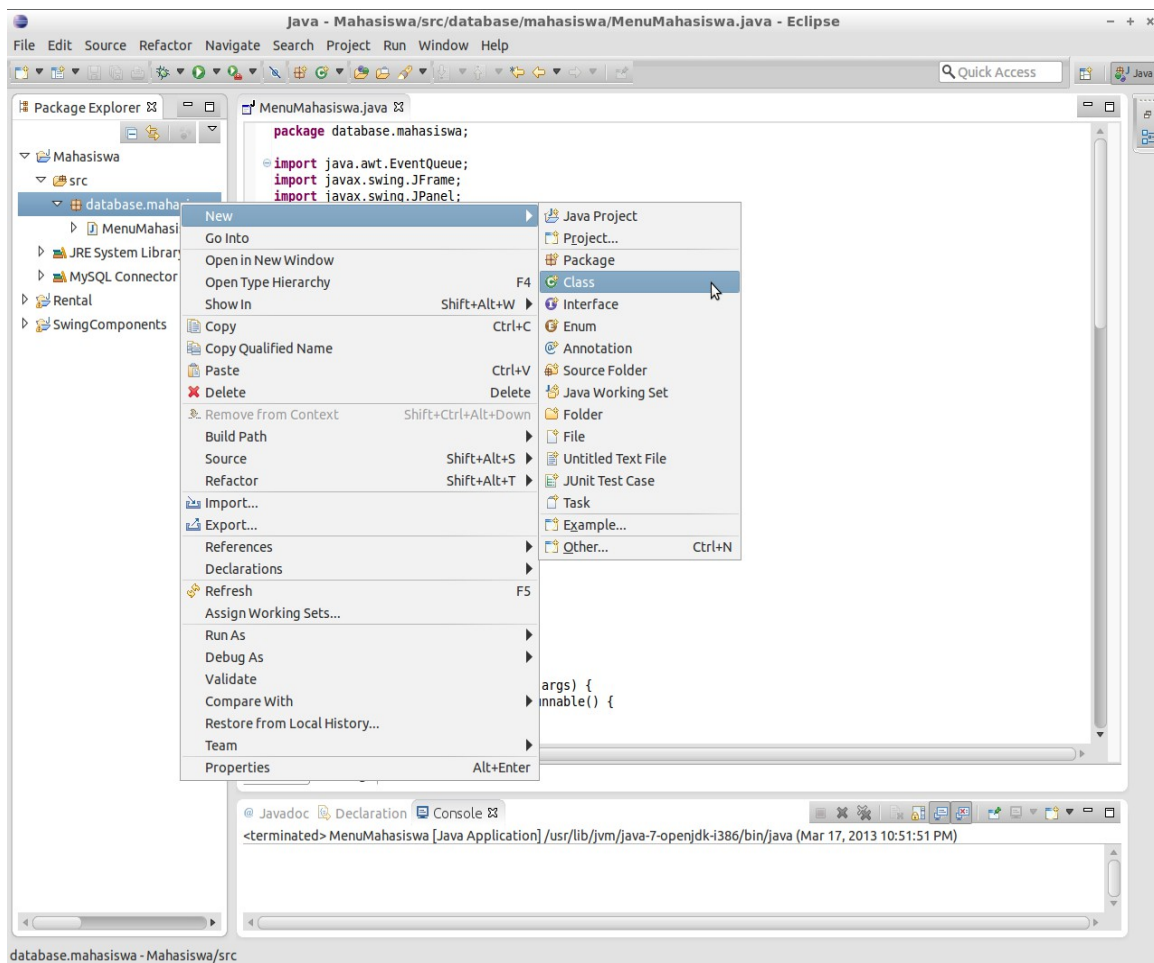 Java - Mahasiswa/src/database/mahasiswa/MenuMahasiswa.java - Eclipse
File Edit Source Refactor Navigate Search Project Run Window Help
Quick Access
Java
Package Explorer
MenuMahasiswa.java
package database.mahasiswa;
import java.awt.EventQueue;
import javax.swing.JFrame;
import javax.swing.JPanel;
Mahasiswa
src
database.mahasi
MenuMahasi
JRE System Library
MySQL Connector
Rental
SwingComponents
New
Go Into
Open in New Window
Open Type Hierarchy F4
Show In Shift+Alt+W
Copy Ctrl+C
Copy Qualified Name
Paste Ctrl+V
Delete Delete
Remove from Context Shift+Ctrl+Alt+Down
Build Path
Source Shift+Alt+S
Refactor Shift+Alt+T
Import...
Export...
References
Declarations
Refresh F5
Assign Working Sets...
Run As
Debug As
Validate
Compare With
Restore from Local History...
Team
Properties Alt+Enter
Java Project
Project...
Package
Class
Interface
Enum
Annotation
Source Folder
Java Working Set
Folder
File
Untitled Text File
JUnit Test Case
Task
Example...
Other... Ctrl+N
args) {
nnable() {
@ Javadoc Declaration Console
<terminated> MenuMahasiswa [Java Application] /usr/lib/jvm/java-7-openjdk-i386/bin/java (Mar 17, 2013 10:51:51 PM)
database.mahasiswa - Mahasiswa/src